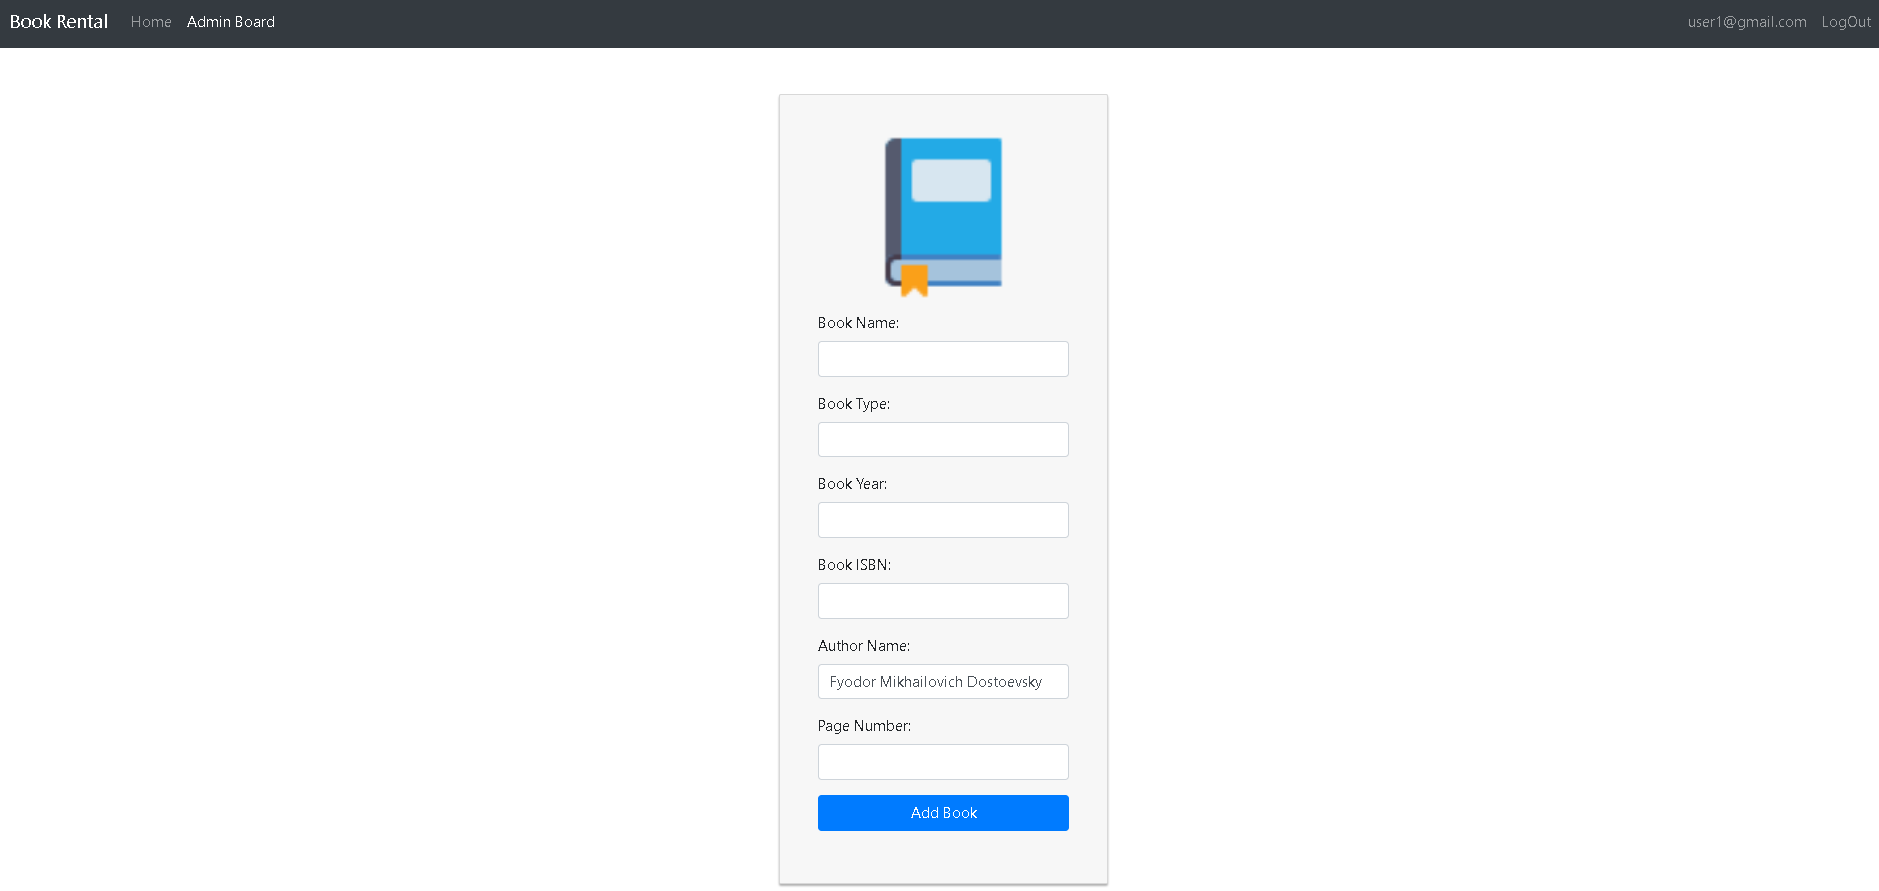 Book Rental Home Admin Board user1@gmail.com LogOut
Book Name:
Book Type:
Book Year:
Book ISBN:
Author Name:
Fyodor Mikhailovich Dostoevsky
Page Number:
Add Book